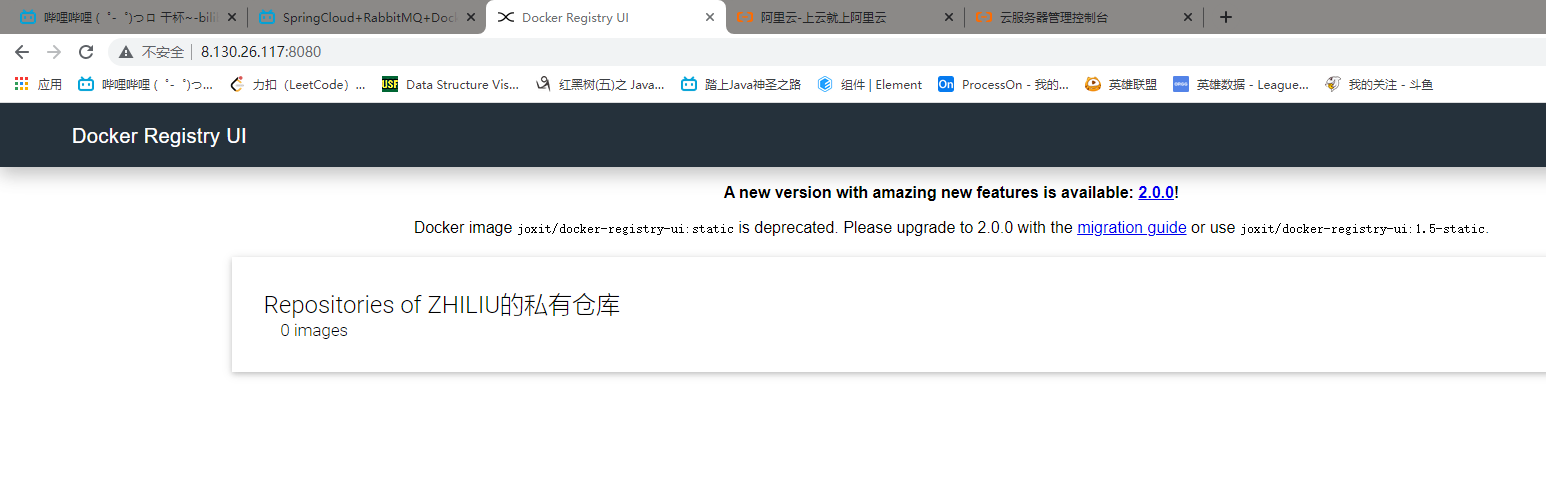 哔哩哔哩 ( ゜- ゜)つロ 干杯~-bili
SpringCloud+RabbitMQ+Doc
Docker Registry UI
阿里云-上云就上阿里云
云服务器管理控制台
不安全 | 8.130.26.117:8080
应用
哔哩哔哩 ( ゜- ゜)つ...
力扣（LeetCode）...
Data Structure Vis...
红黑树(五)之 Java...
踏上Java神圣之路
组件 | Element
ProcessOn - 我的...
英雄联盟
英雄数据 - League...
我的关注 - 斗鱼
Docker Registry UI
A new version with amazing new features is available: 2.0.0!
Docker image joxit/docker-registry-ui:static is deprecated. Please upgrade to 2.0.0 with the migration guide or use joxit/docker-registry-ui:1.5-static.
Repositories of ZHILIU的私有仓库
0 images